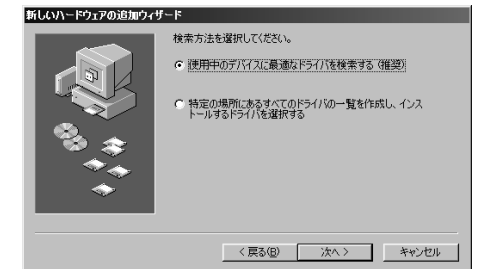 新しいハードウェアの追加ウィザード
検索方法を選択してください。
使用中のデバイスに最適なドライバを検索する（推奨）
特定の場所にあるすべてのドライバの一覧を作成し、インス
トールするドライバを選択する
< 戻る(B)
次へ >
キャンセル